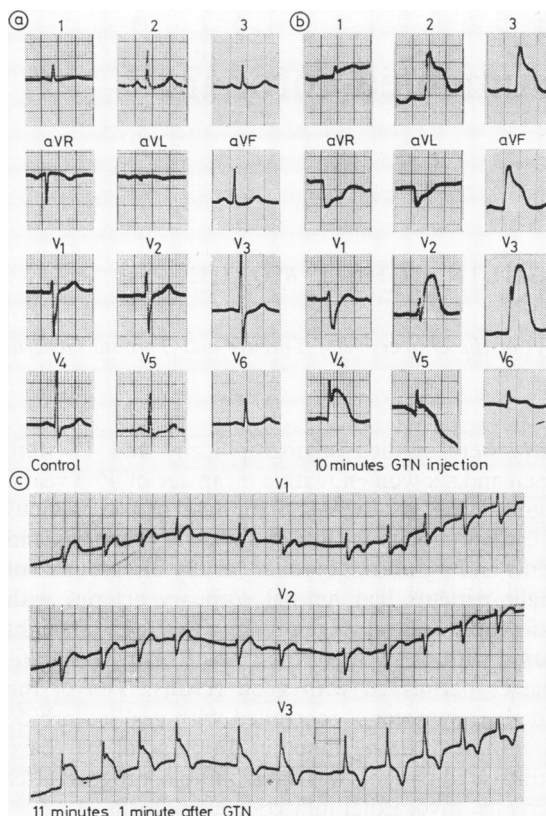 a b
1 2 3 1 2 3
aVR aVL aVF aVR aVL aVF
V1 V2 V3 V1 V2 V3
V4 V5 V6 V4 V5 V6
Control 10 minutes GTN injection
c
V1
V2
V3
11 minutes 1 minute after GTN